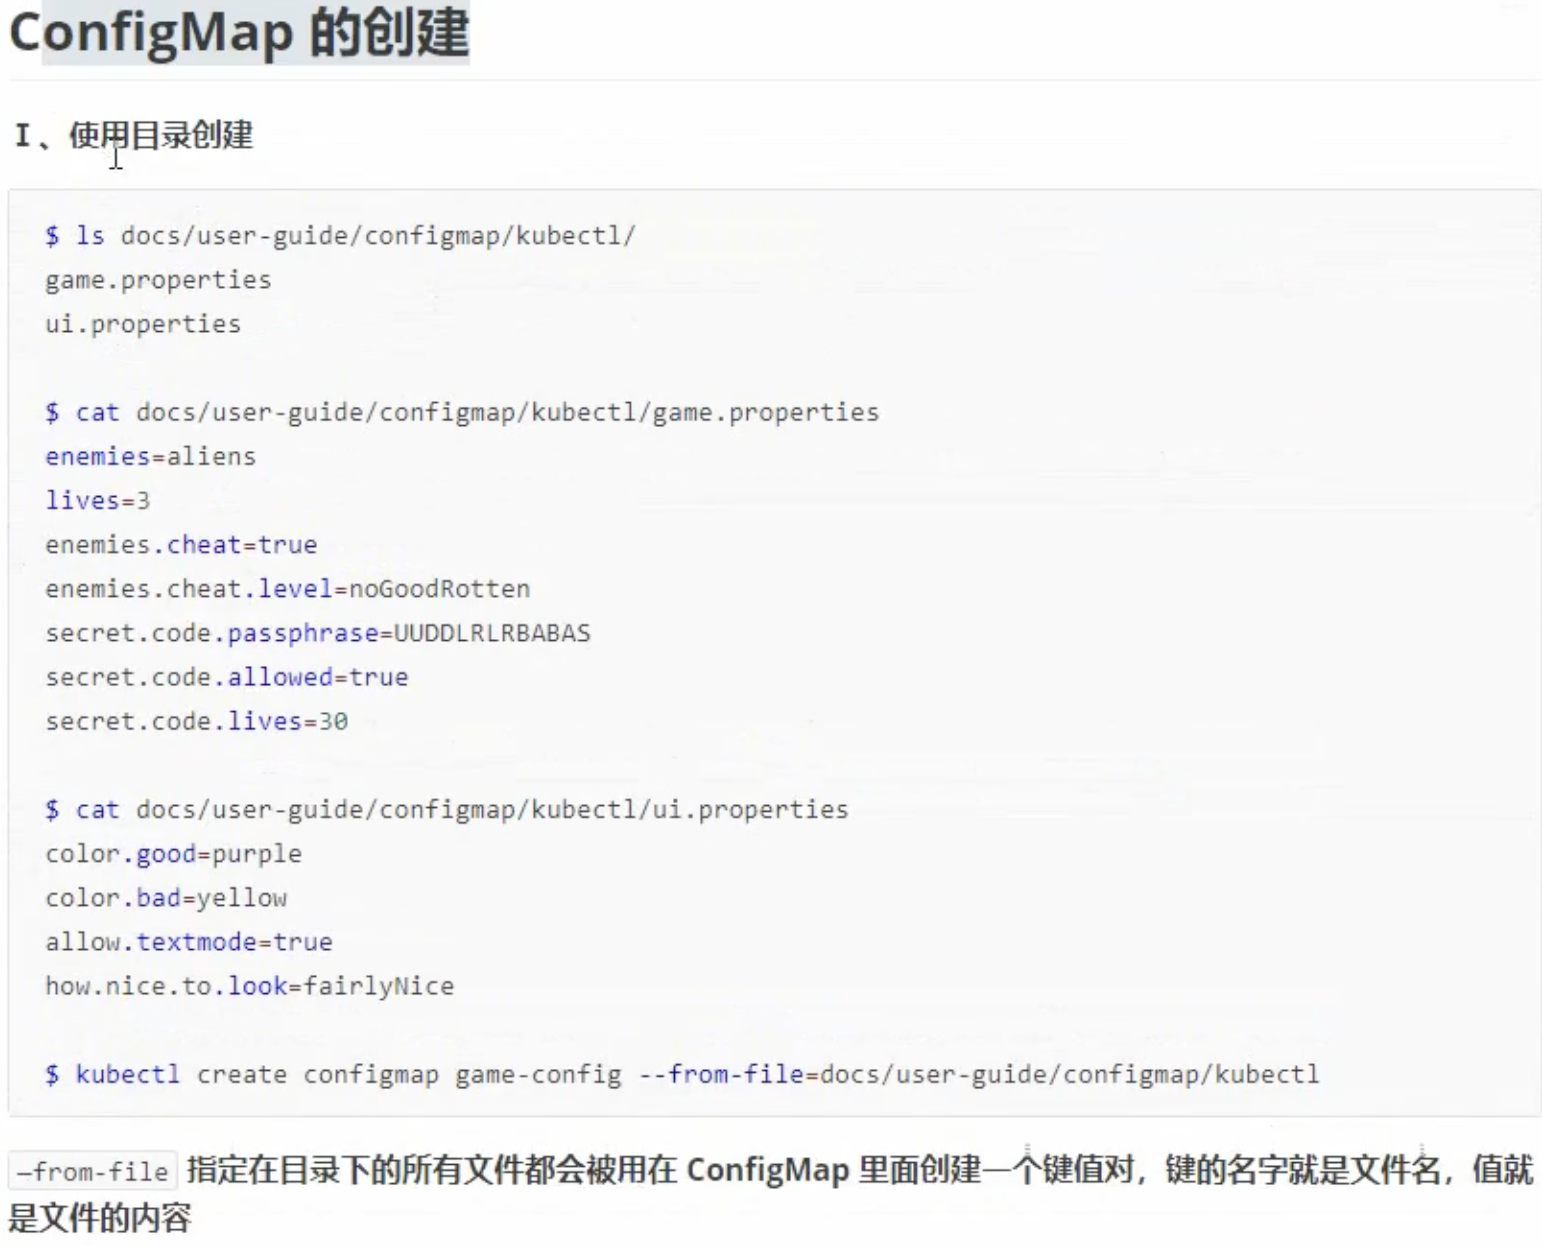 ConfigMap 的创建
Ⅰ、使用目录创建
$ ls docs/user-guide/configmap/kubectl/
game.properties
ui.properties
$ cat docs/user-guide/configmap/kubectl/game.properties
enemies=aliens
lives=3
enemies.cheat=true
enemies.cheat.level=noGoodRotten
secret.code.passphrase=UUDDLRLRBABAS
secret.code.allowed=true
secret.code.lives=30
$ cat docs/user-guide/configmap/kubectl/ui.properties
color.good=purple
color.bad=yellow
allow.textmode=true
how.nice.to.look=fairlyNice
$ kubectl create configmap game-config --from-file=docs/user-guide/configmap/kubectl
—from-file 指定在目录下的所有文件都会被用在 ConfigMap 里面创建一个键值对，键的名字就是文件名，值就
是文件的内容